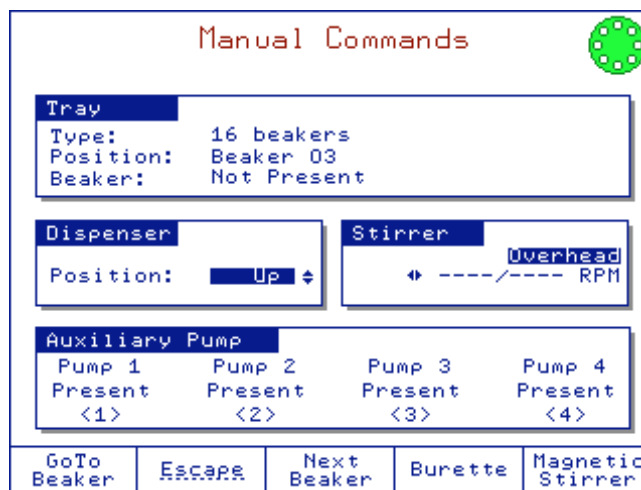 Manual Commands
Tray
Type: 16 beakers
Position: Beaker 03
Beaker: Not Present
Dispenser
Position: Up
Stirrer
Overhead
----/---- RPM
Auxiliary Pump
Pump 1 Pump 2 Pump 3 Pump 4
Present Present Present Present
<1> <2> <3> <4>
GoTo Beaker
Escape
Next Beaker
Burette
Magnetic Stirrer